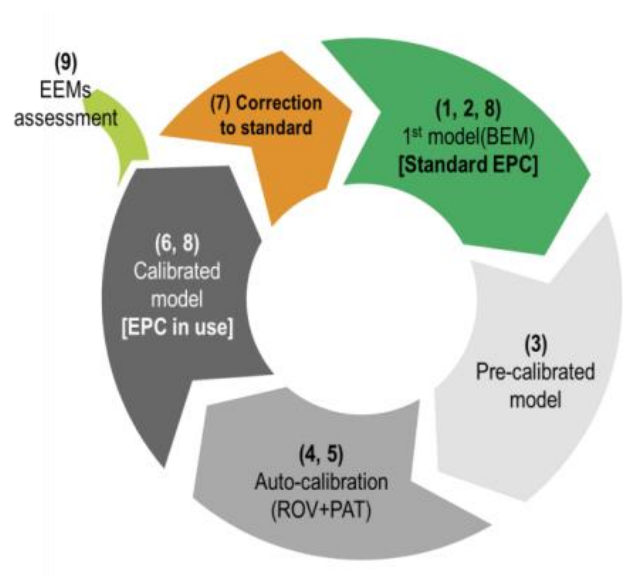 (9)
EEMs
assessment
(7) Correction
to standard
(1, 2, 8)
1st model(BEM)
[Standard EPC]
(6, 8)
Calibrated
model
[EPC in use]
(3)
Pre-calibrated
model
(4, 5)
Auto-calibration
(ROV+PAT)